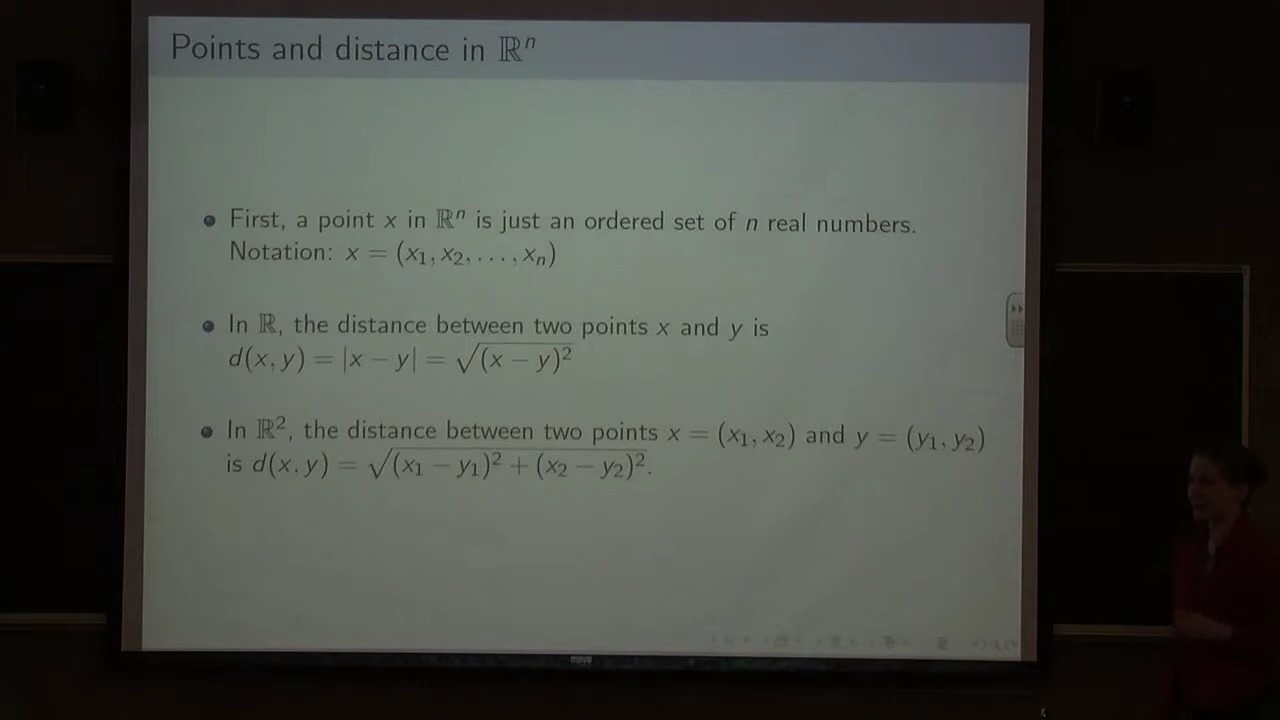 Points and distance in ℝⁿ
First, a point x in ℝⁿ is just an ordered set of n real numbers.
Notation: x = (x₁, x₂, . . . , xₙ)
In ℝ, the distance between two points x and y is
d(x, y) = |x − y| = √(x − y)²
In ℝ², the distance between two points x = (x₁, x₂) and y = (y₁, y₂)
is d(x, y) = √(x₁ − y₁)² + (x₂ − y₂)².